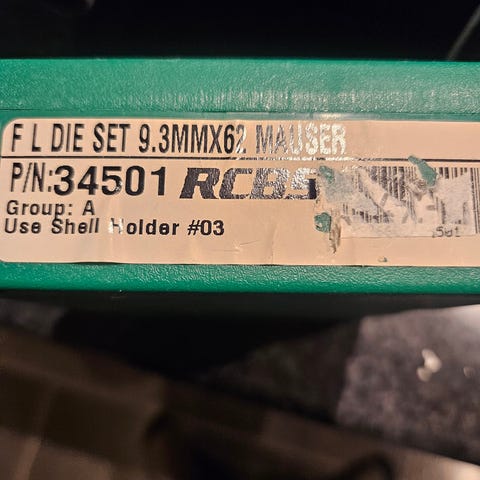 F L DIE SET 9.3MMX62 MAUSER
P/N:34501 RCBS
Group: A
Use Shell Holder #03